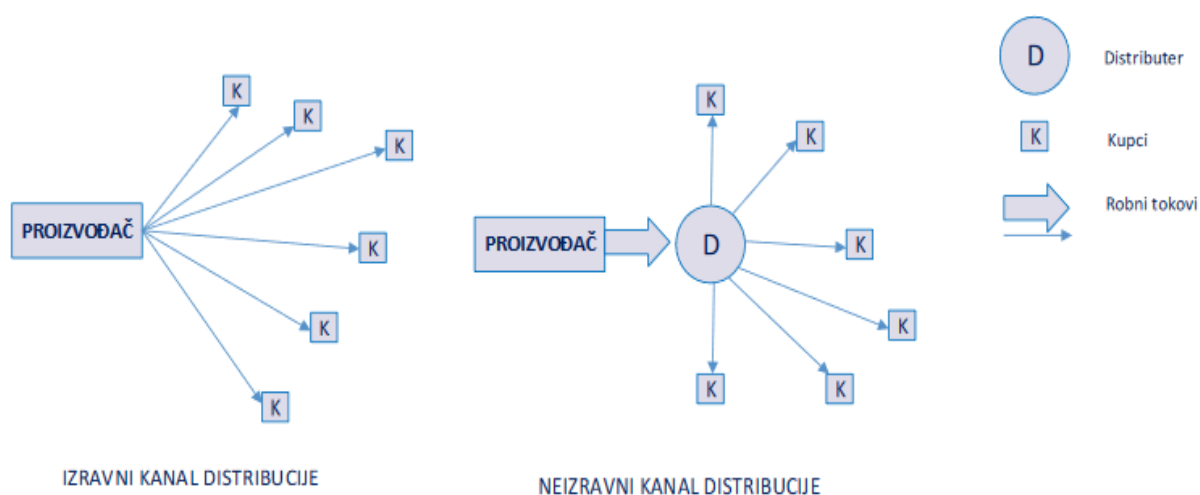 K
K
K
PROIZVOĐAČ
K
K
K
IZRAVNI KANAL DISTRIBUCIJE
K
K
PROIZVOĐAČ
D
K
K
K
K
NEIZRAVNI KANAL DISTRIBUCIJE
D
Distributer
K
Kupci
Robni tokovi